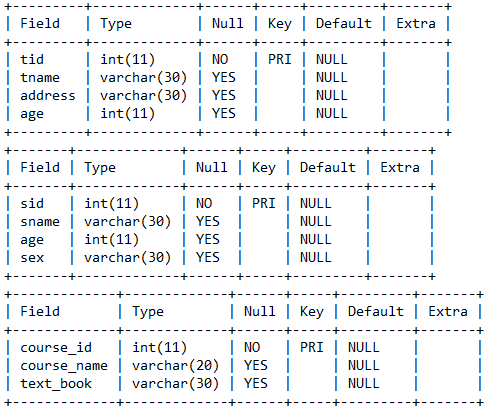 +---------+-------------+------+-----+---------+-------+
| Field   | Type        | Null | Key | Default | Extra |
+---------+-------------+------+-----+---------+-------+
| tid     | int(11)     | NO   | PRI | NULL    |       |
| tname   | varchar(30) | YES  |     | NULL    |       |
| address | varchar(30) | YES  |     | NULL    |       |
| age     | int(11)     | YES  |     | NULL    |       |
+---------+-------------+------+-----+---------+-------+
| Field | Type        | Null | Key | Default | Extra |
+-------+-------------+------+-----+---------+-------+
| sid   | int(11)     | NO   | PRI | NULL    |       |
| sname | varchar(30) | YES  |     | NULL    |       |
| age   | int(11)     | YES  |     | NULL    |       |
| sex   | varchar(30) | YES  |     | NULL    |       |
+-------+-------------+------+-----+---------+-------+
+-------------+-------------+------+-----+---------+-------+
| Field       | Type        | Null | Key | Default | Extra |
+-------------+-------------+------+-----+---------+-------+
| course_id   | int(11)     | NO   | PRI | NULL    |       |
| course_name | varchar(20) | YES  |     | NULL    |       |
| text_book   | varchar(30) | YES  |     | NULL    |       |
+-------------+-------------+------+-----+---------+-------+